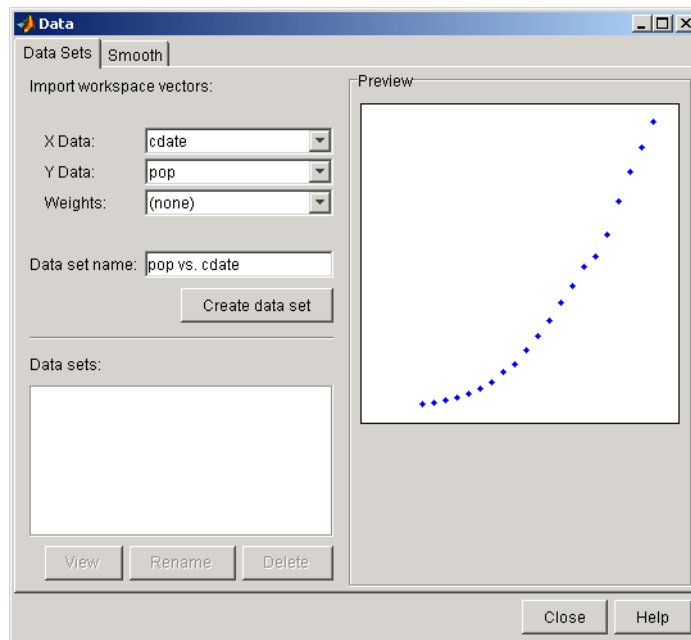 Data
Data Sets Smooth
Import workspace vectors:
X Data: cdate
Y Data: pop
Weights: (none)
Data set name: pop vs. cdate
Create data set
Data sets:
View Rename Delete
Preview
Close Help